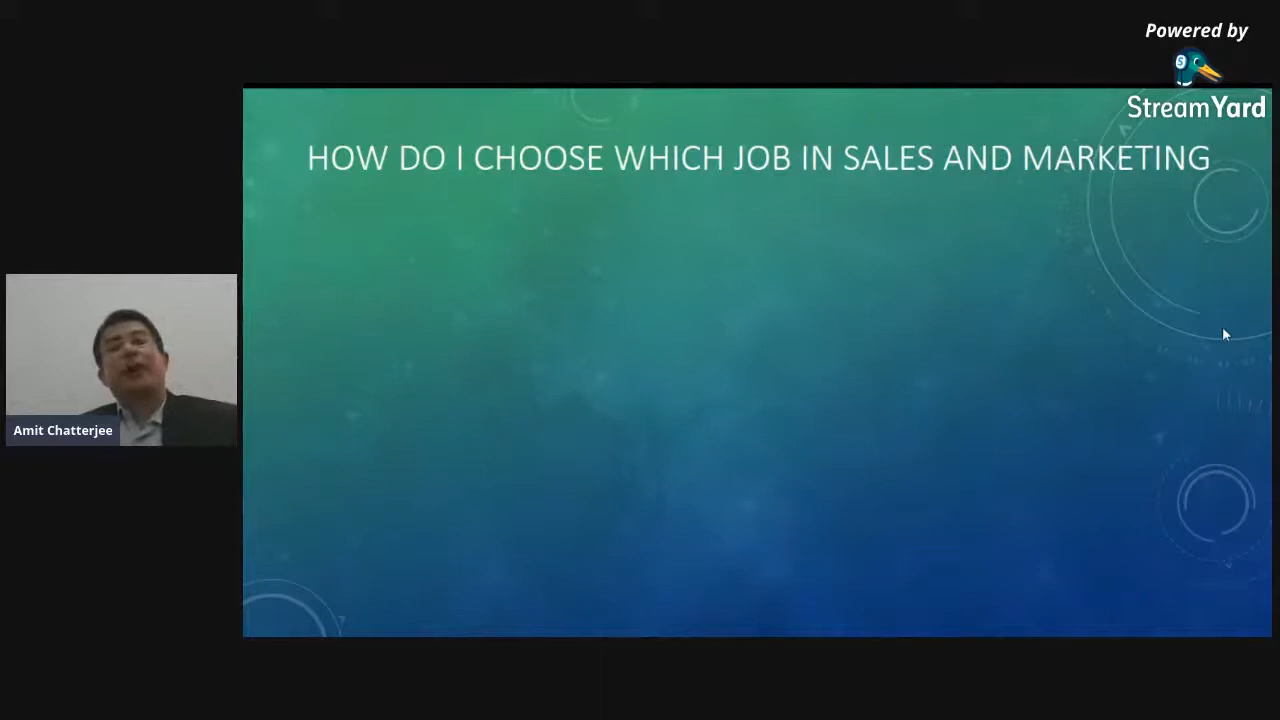 Powered by
StreamYard
HOW DO I CHOOSE WHICH JOB IN SALES AND MARKETING
Amit Chatterjee